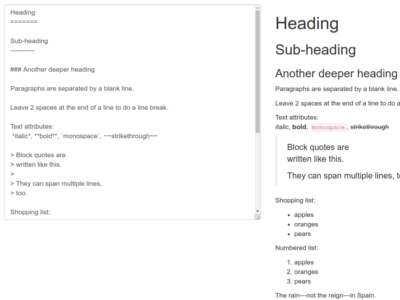 Heading
=======
Sub-heading
-----------
### Another deeper heading
Paragraphs are separated by a blank line.
Leave 2 spaces at the end of a line to do a line break.
Text attributes:
*italic*, **bold**, `monospace`, ~~strikethrough~~
> Block quotes are
> written like this.
>
> They can span multiple lines,
> too.
Shopping list:
Heading
Sub-heading
Another deeper heading
Paragraphs are separated by a blank line.
Leave 2 spaces at the end of a line to do a
Text attributes:
italic, bold, monospace, strikethrough
Block quotes are
written like this.
They can span multiple lines,
Shopping list:
• apples
• oranges
• pears
Numbered list:
1. apples
2. oranges
3. pears
The rain—not the reign—in Spain.